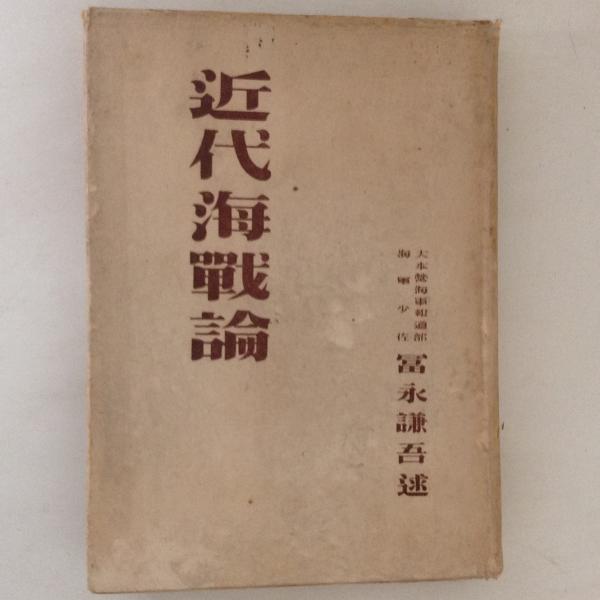 近代海戰論
大本營海軍報道部
海軍少佐
冨永謙吾述